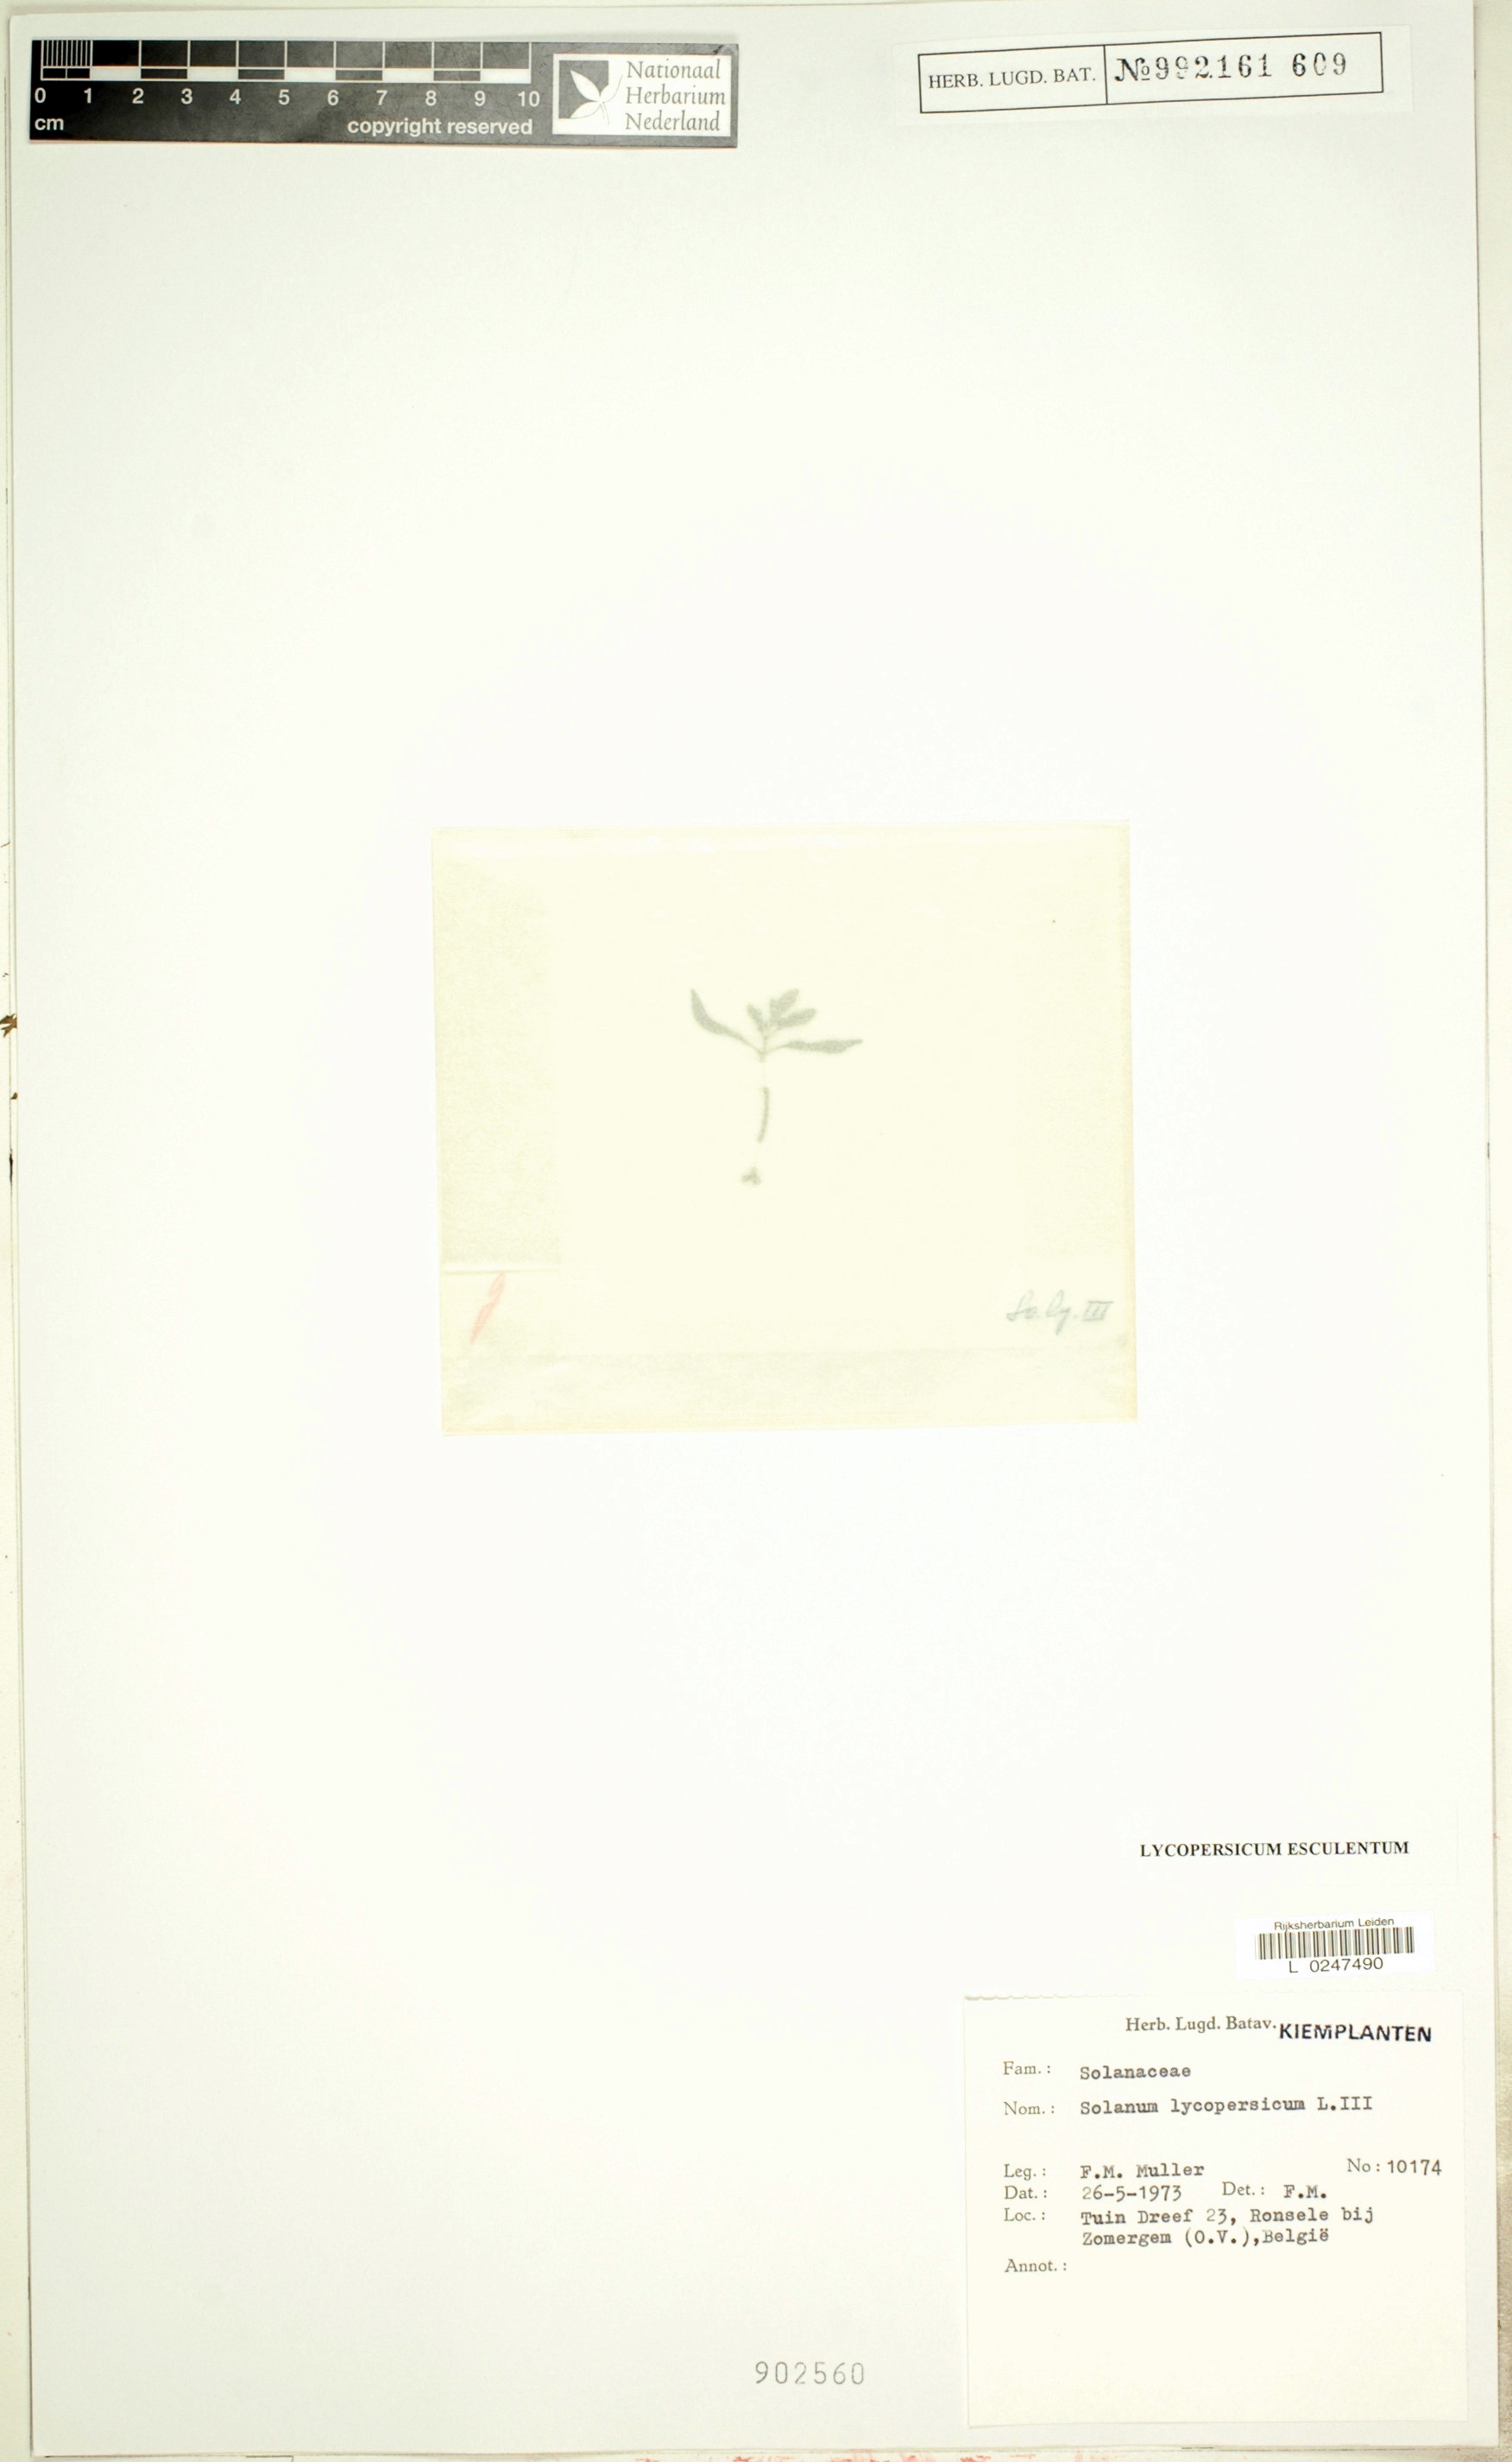 0 1 2 3 4 5 6 7 8 9 10
cm copyright reserved
Nationaal
Herbarium
Nederland
HERB. LUGD. BAT. №992161 609
So. ly. III
LYCOPERSICUM ESCULENTUM
Rijksherbarium Leiden
L 0247490
Herb. Lugd. Batav. KIEMPLANTEN
Fam.: Solanaceae
Nom.: Solanum lycopersicum L.III
Leg.: F.M. Muller No: 10174
Dat.: 26-5-1973 Det.: F.M.
Loc.: Tuin Dreef 23, Ronsele bij
Zomergem (O.V.),België
Annot.:
902560